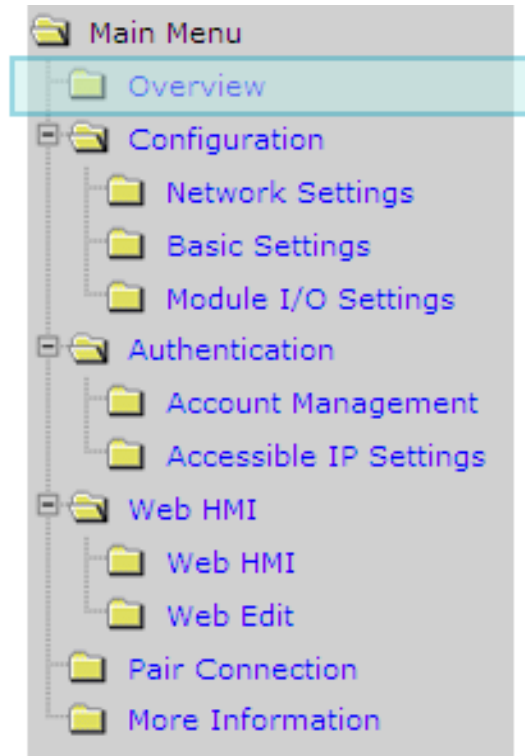 Main Menu
Overview
Configuration
Network Settings
Basic Settings
Module I/O Settings
Authentication
Account Management
Accessible IP Settings
Web HMI
Web HMI
Web Edit
Pair Connection
More Information